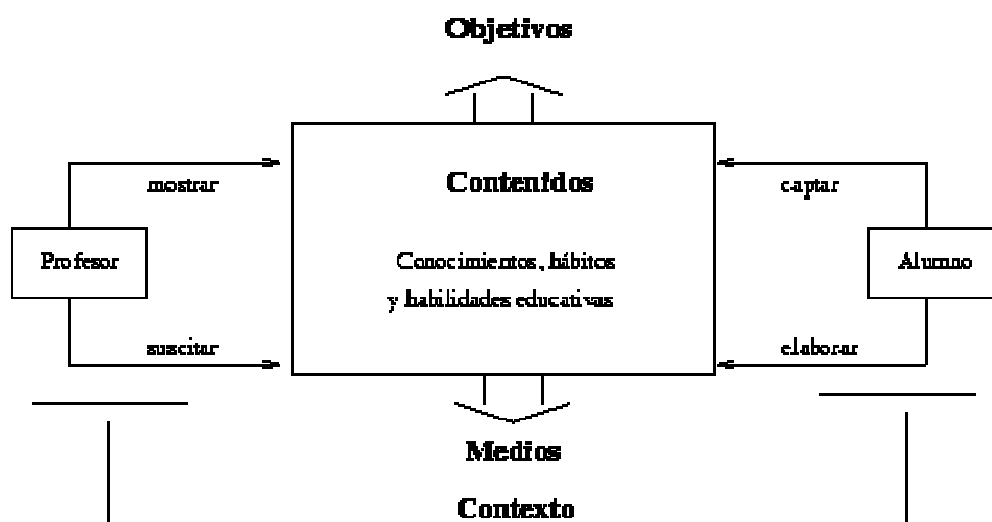 Objetivos
mostrar
Contenidos
captar
Profesor
Conocimientos, hábitos
y habilidades educativas
Alumno
suscitar
elaborar
Medios
Contexto